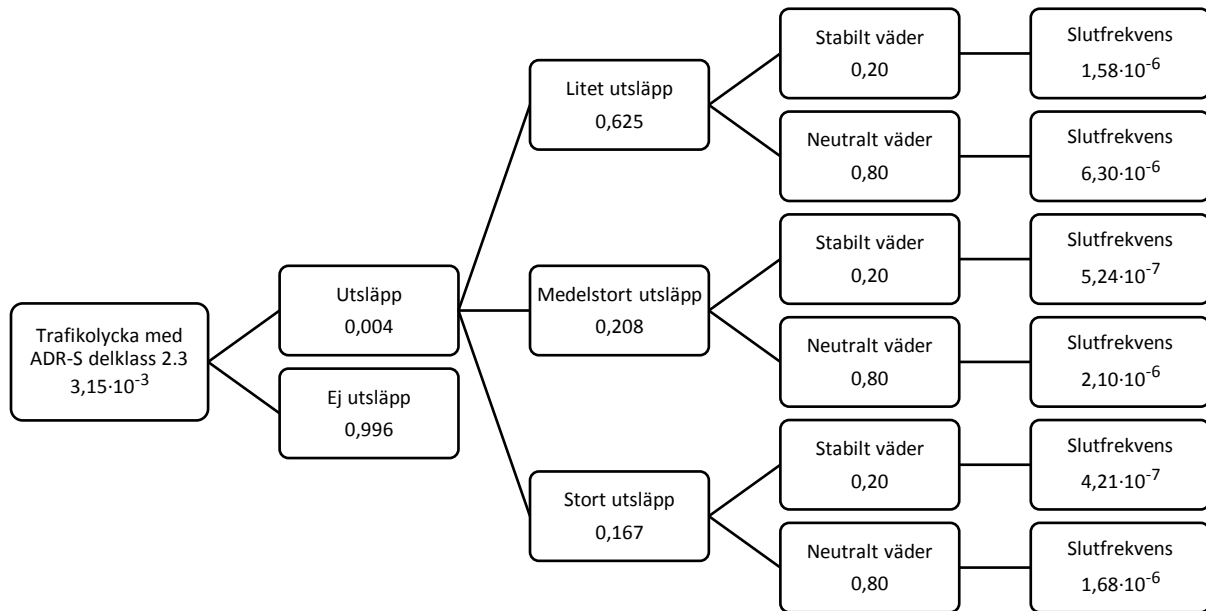 Trafikolycka med
ADR-S delklass 2.3
3,15·10⁻³
Utsläpp
0,004
Ej utsläpp
0,996
Litet utsläpp
0,625
Medelstort utsläpp
0,208
Stort utsläpp
0,167
Stabilt väder
0,20
Slutfrekvens
1,58·10⁻⁶
Neutralt väder
0,80
Slutfrekvens
6,30·10⁻⁶
Stabilt väder
0,20
Slutfrekvens
5,24·10⁻⁷
Neutralt väder
0,80
Slutfrekvens
2,10·10⁻⁶
Stabilt väder
0,20
Slutfrekvens
4,21·10⁻⁷
Neutralt väder
0,80
Slutfrekvens
1,68·10⁻⁶